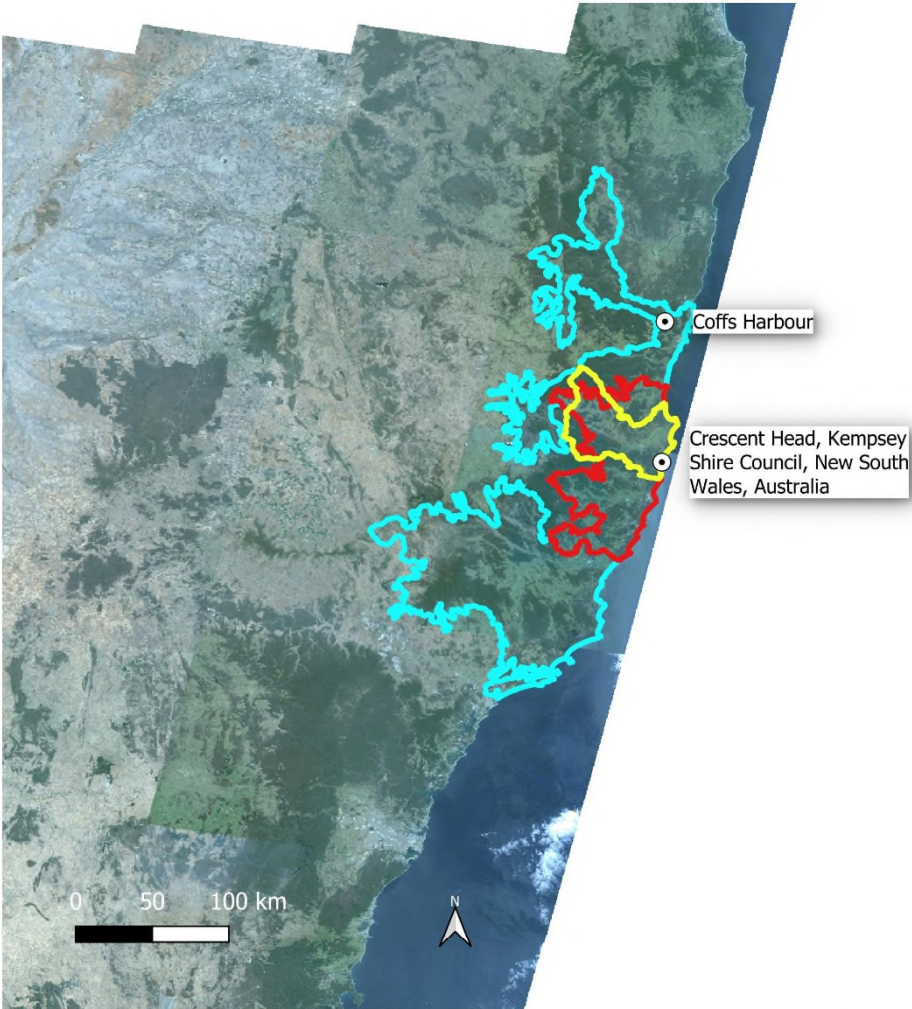 Coffs Harbour
Crescent Head, Kempsey
Shire Council, New South
Wales, Australia
0 50 100 km
N